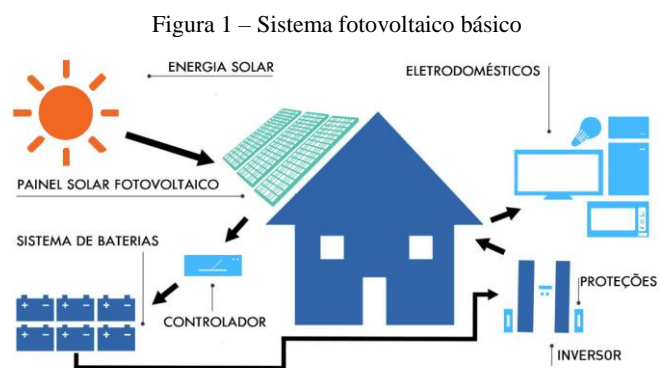 Figura 1 – Sistema fotovoltaico básico
ENERGIA SOLAR
ELETRODOMÉSTICOS
PAINEL SOLAR FOTOVOLTAICO
SISTEMA DE BATERIAS
CONTROLADOR
PROTEÇÕES
INVERSOR